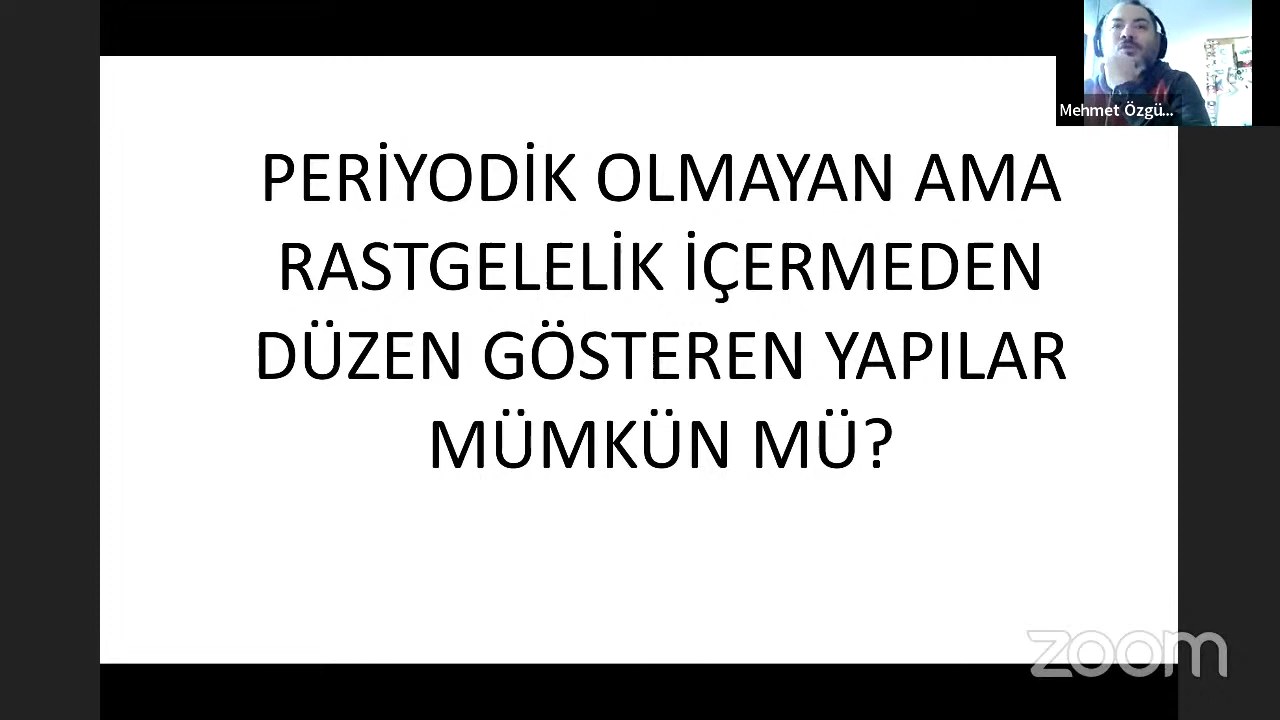 Mehmet Özgü...
PERİYODİK OLMAYAN AMA
RASTGELELİK İÇERMEDEN
DÜZEN GÖSTEREN YAPILAR
MÜMKÜN MÜ?
zoom